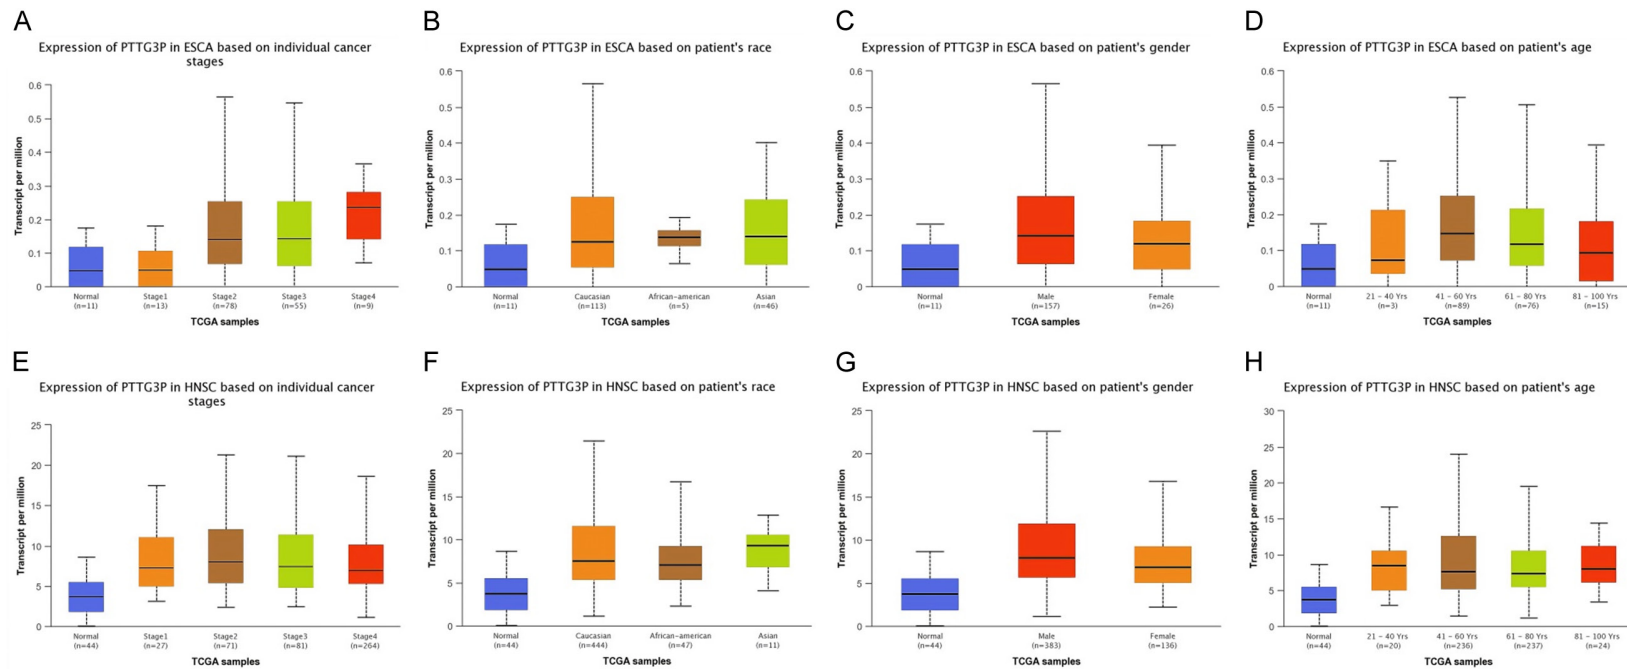 A
Expression of PTTG3P in ESCA based on individual cancer
stages
Transcript per million
0.6
0.5
0.4
0.3
0.2
0.1
0
Normal
(n=11)
Stage1
(n=13)
Stage2
(n=78)
Stage3
(n=55)
Stage4
(n=9)
TCGA samples
B
Expression of PTTG3P in ESCA based on patient's race
Transcript per million
0.6
0.5
0.4
0.3
0.2
0.1
0
Normal
(n=11)
Caucasian
(n=113)
African-american
(n=5)
Asian
(n=46)
TCGA samples
C
Expression of PTTG3P in ESCA based on patient's gender
Transcript per million
0.6
0.5
0.4
0.3
0.2
0.1
0
Normal
(n=11)
Male
(n=157)
Female
(n=26)
TCGA samples
D
Expression of PTTG3P in ESCA based on patient's age
Transcript per million
0.6
0.5
0.4
0.3
0.2
0.1
0
Normal
(n=11)
21 - 40 Yrs
(n=3)
41 - 60 Yrs
(n=89)
61 - 80 Yrs
(n=76)
81 - 100 Yrs
(n=15)
TCGA samples
E
Expression of PTTG3P in HNSC based on individual cancer
stages
Transcript per million
25
20
15
10
5
0
Normal
(n=44)
Stage1
(n=27)
Stage2
(n=71)
Stage3
(n=81)
Stage4
(n=264)
TCGA samples
F
Expression of PTTG3P in HNSC based on patient's race
Transcript per million
25
20
15
10
5
0
Normal
(n=44)
Caucasian
(n=444)
African-american
(n=47)
Asian
(n=11)
TCGA samples
G
Expression of PTTG3P in HNSC based on patient's gender
Transcript per million
25
20
15
10
5
0
Normal
(n=44)
Male
(n=383)
Female
(n=136)
TCGA samples
H
Expression of PTTG3P in HNSC based on patient's age
Transcript per million
30
25
20
15
10
5
0
Normal
(n=44)
21 - 40 Yrs
(n=20)
41 - 60 Yrs
(n=236)
61 - 80 Yrs
(n=237)
81 - 100 Yrs
(n=24)
TCGA samples